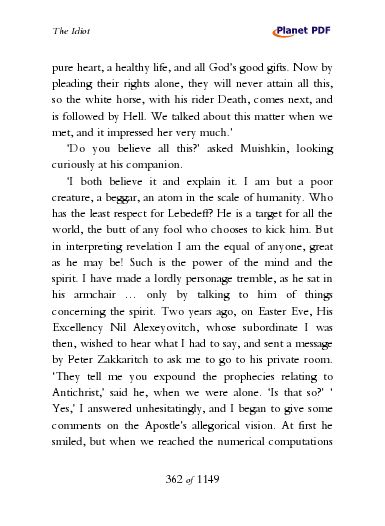 The Idiot
Planet PDF
pure heart, a healthy life, and all God's good gifts. Now by
pleading their rights alone, they will never attain all this,
so the white horse, with his rider Death, comes next, and
is followed by Hell. We talked about this matter when we
met, and it impressed her very much.'
'Do you believe all this?' asked Muishkin, looking
curiously at his companion.
'I both believe it and explain it. I am but a poor
creature, a beggar, an atom in the scale of humanity. Who
has the least respect for Lebedeff? He is a target for all the
world, the butt of any fool who chooses to kick him. But
in interpreting revelation I am the equal of anyone, great
as he may be! Such is the power of the mind and the
spirit. I have made a lordly personage tremble, as he sat in
his armchair ... only by talking to him of things
concerning the spirit. Two years ago, on Easter Eve, His
Excellency Nil Alexeyovitch, whose subordinate I was
then, wished to hear what I had to say, and sent a message
by Peter Zakkaritch to ask me to go to his private room.
'They tell me you expound the prophecies relating to
Antichrist,' said he, when we were alone. 'Is that so?' '
Yes,' I answered unhesitatingly, and I began to give some
comments on the Apostle's allegorical vision. At first he
smiled, but when we reached the numerical computations
362 of 1149